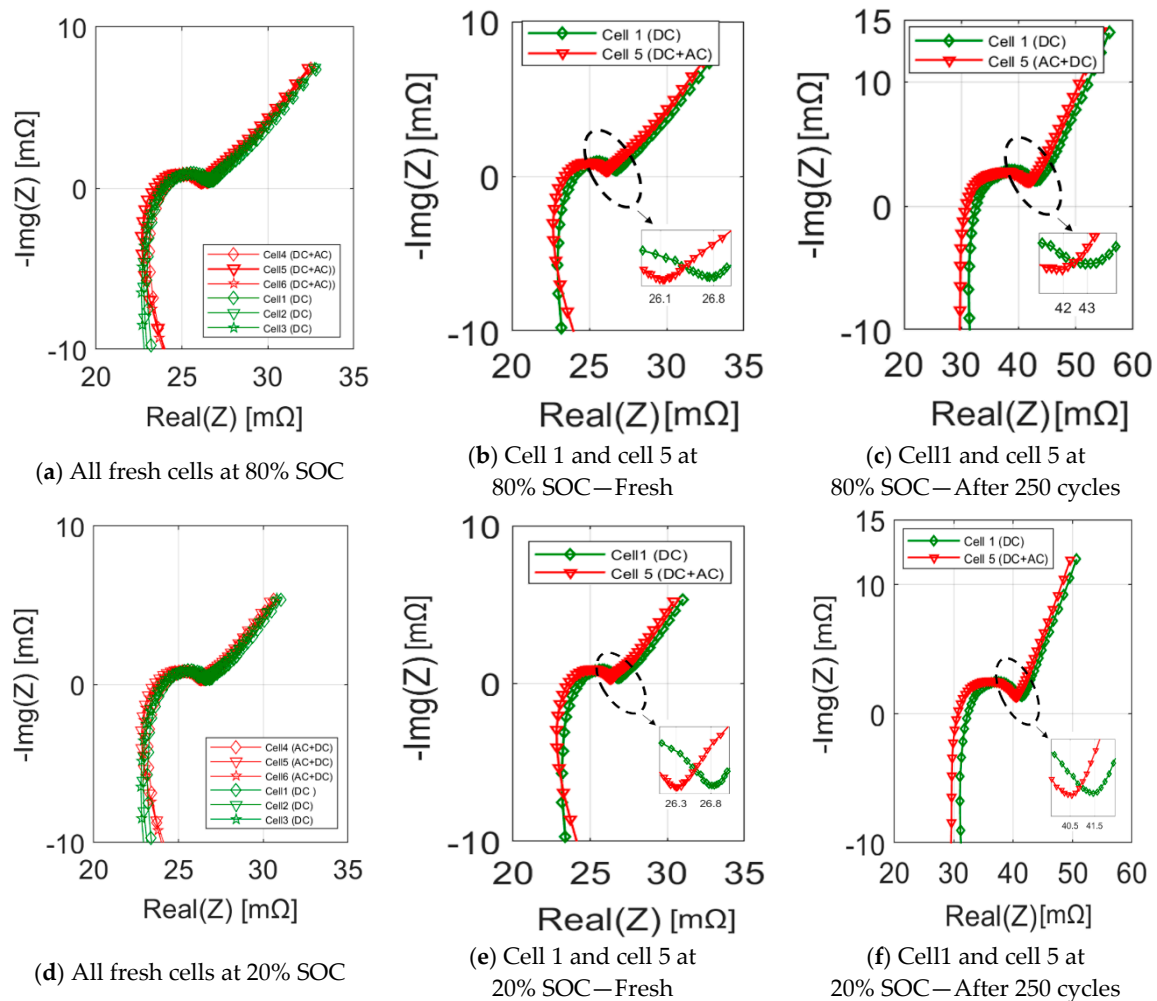 10
0
-10
-Img(Z) [mΩ]
Cell4 (DC+AC)
Cell5 (DC+AC))
Cell6 (DC+AC))
Cell1 (DC)
Cell2 (DC)
Cell3 (DC)
20 25 30 35
Real(Z) [mΩ]
(a) All fresh cells at 80% SOC
10
0
-10
-Img(Z) [mΩ]
Cell 1 (DC)
Cell 5 (DC+AC)
26.1 26.8
20 25 30 35
Real(Z) [mΩ]
(b) Cell 1 and cell 5 at
80% SOC—Fresh
15
10
0
-10
-Img(Z) [mΩ]
Cell 1 (DC)
Cell 5 (AC+DC)
42 43
20 30 40 50 60
Real(Z) [mΩ]
(c) Cell1 and cell 5 at
80% SOC—After 250 cycles
10
0
-10
-Img(Z) [mΩ]
Cell4 (AC+DC)
Cell5 (AC+DC)
Cell6 (AC+DC)
Cell1 (DC )
Cell2 (DC)
Cell3 (DC)
20 25 30 35
Real(Z) [mΩ]
(d) All fresh cells at 20% SOC
10
0
-10
-Img(Z) [mΩ]
Cell1 (DC)
Cell 5 (DC+AC)
26.3 26.8
20 25 30 35
Real(Z) [mΩ]
(e) Cell 1 and cell 5 at
20% SOC—Fresh
15
10
0
-10
-Img(Z) [mΩ]
Cell 1 (DC)
Cell 5 (DC+AC)
40.5 41.5
20 30 40 50 60
Real(Z) [mΩ]
(f) Cell1 and cell 5 at
20% SOC—After 250 cycles